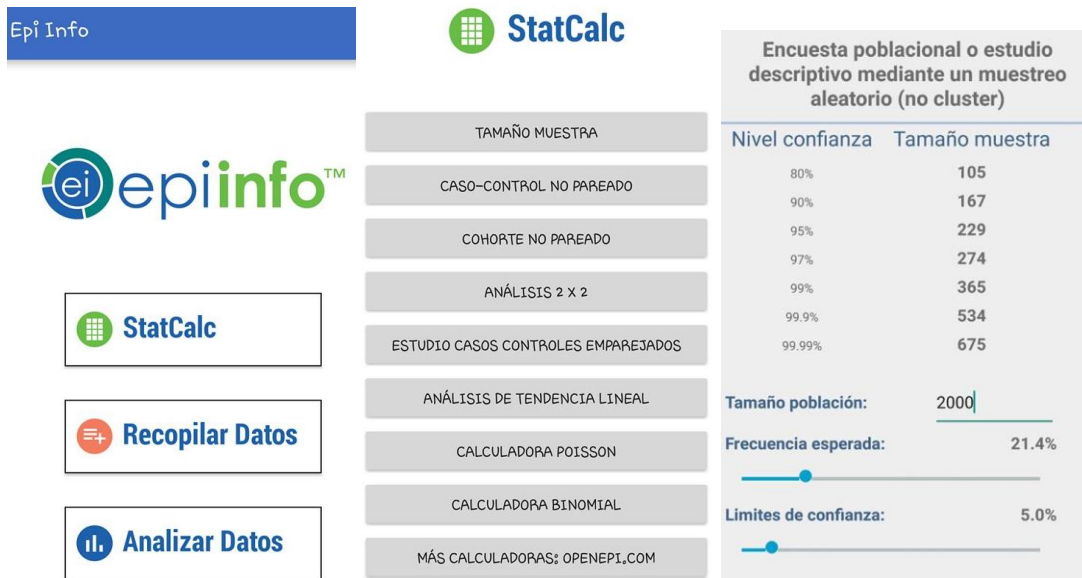 Epi Info
ei epiinfo™
StatCalc
Recopilar Datos
Analizar Datos
StatCalc
TAMAÑO MUESTRA
CASO-CONTROL NO PAREADO
COHORTE NO PAREADO
ANÁLISIS 2 X 2
ESTUDIO CASOS CONTROLES EMPAREJADOS
ANÁLISIS DE TENDENCIA LINEAL
CALCULADORA POISSON
CALCULADORA BINOMIAL
MÁS CALCULADORAS: OPENEPI.COM
Encuesta poblacional o estudio
descriptivo mediante un muestreo
aleatorio (no cluster)
Nivel confianza Tamaño muestra
80% 105
90% 167
95% 229
97% 274
99% 365
99.9% 534
99.99% 675
Tamaño población: 2000
Frecuencia esperada: 21.4%
Limites de confianza: 5.0%